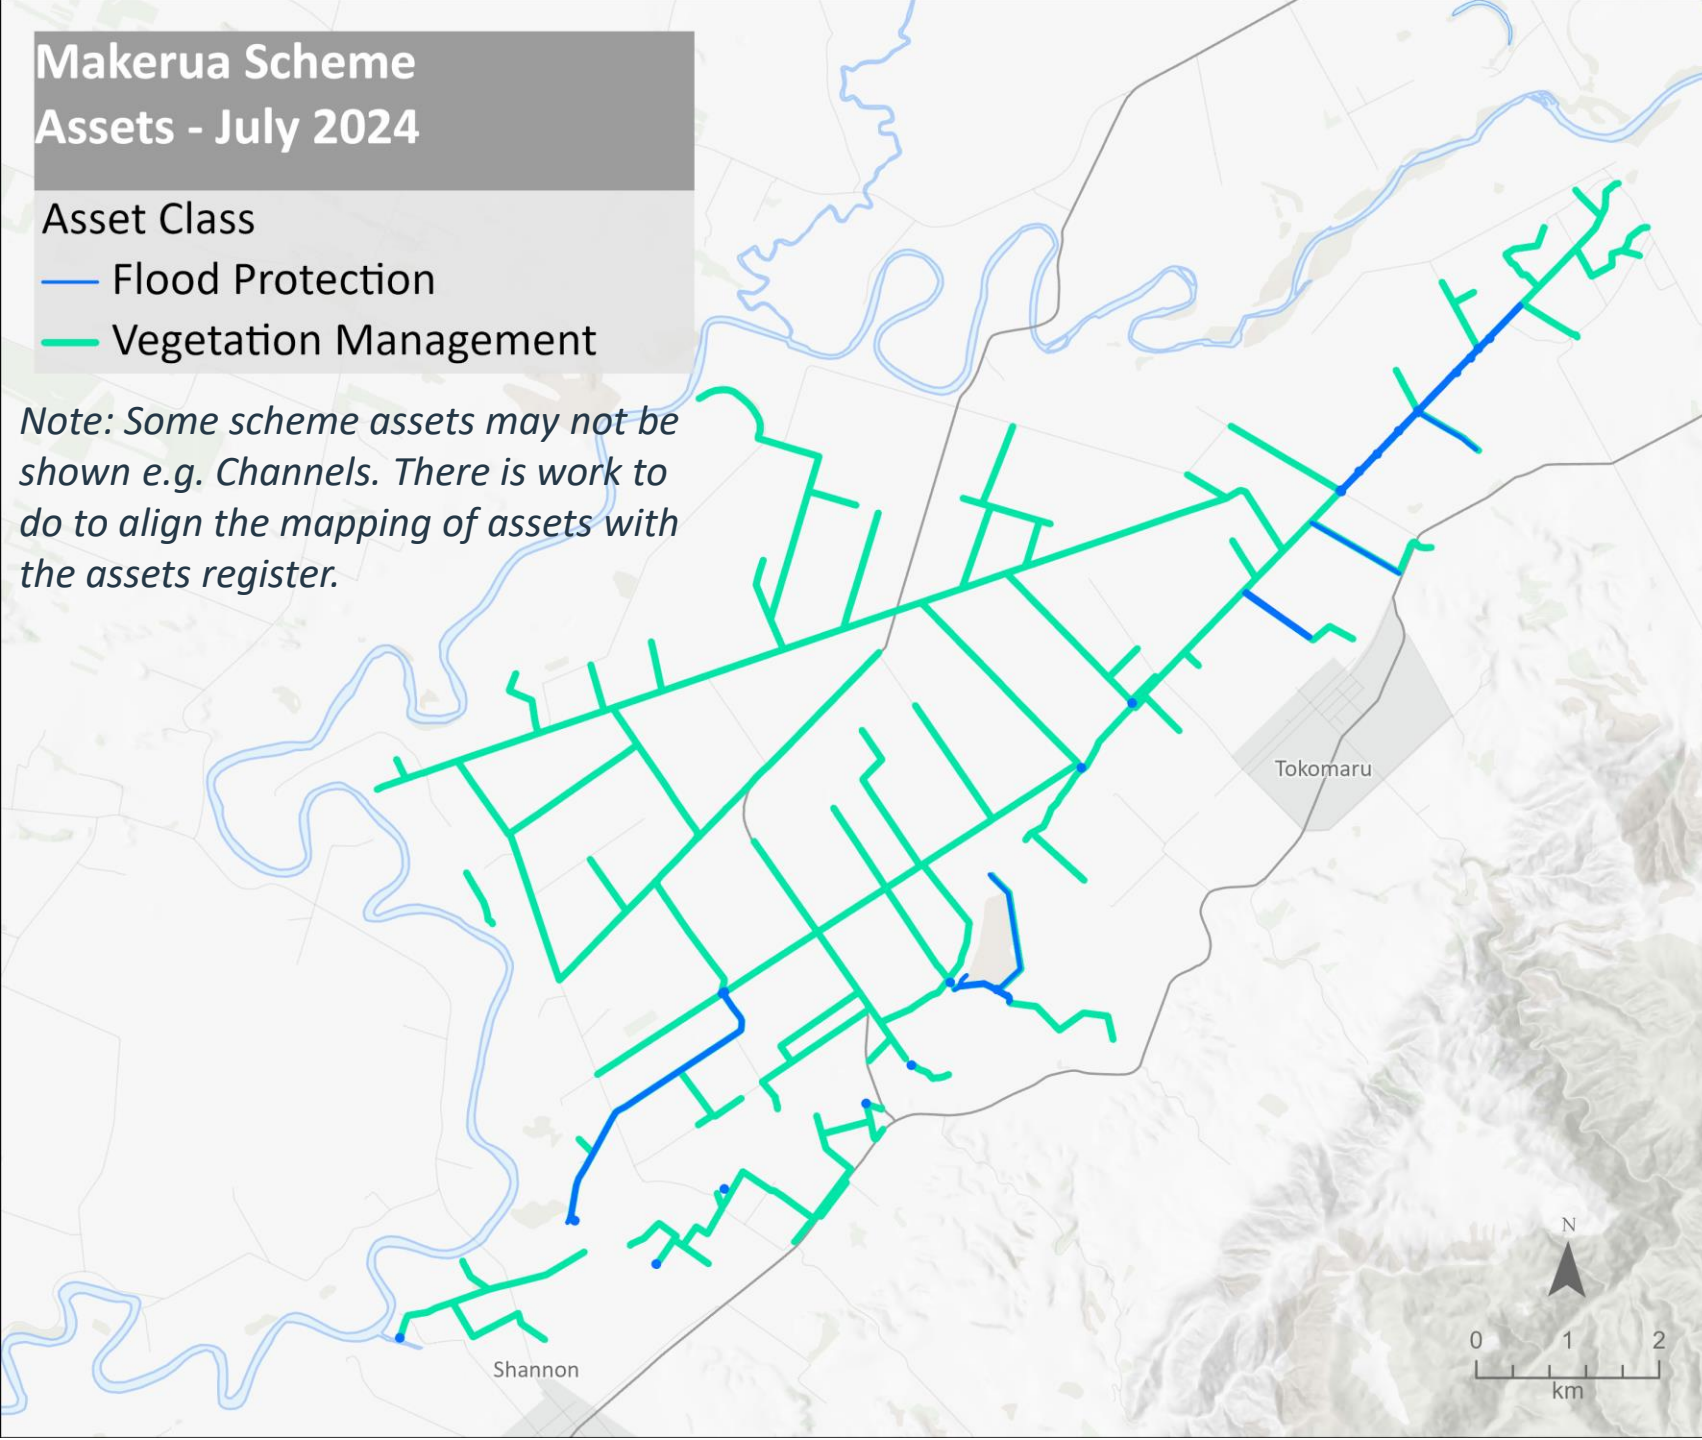 Makerua Scheme
Assets - July 2024
Asset Class
Flood Protection
Vegetation Management
Note: Some scheme assets may not be
shown e.g. Channels. There is work to
do to align the mapping of assets with
the assets register.
Tokomaru
N
0 1 2
km
Shannon